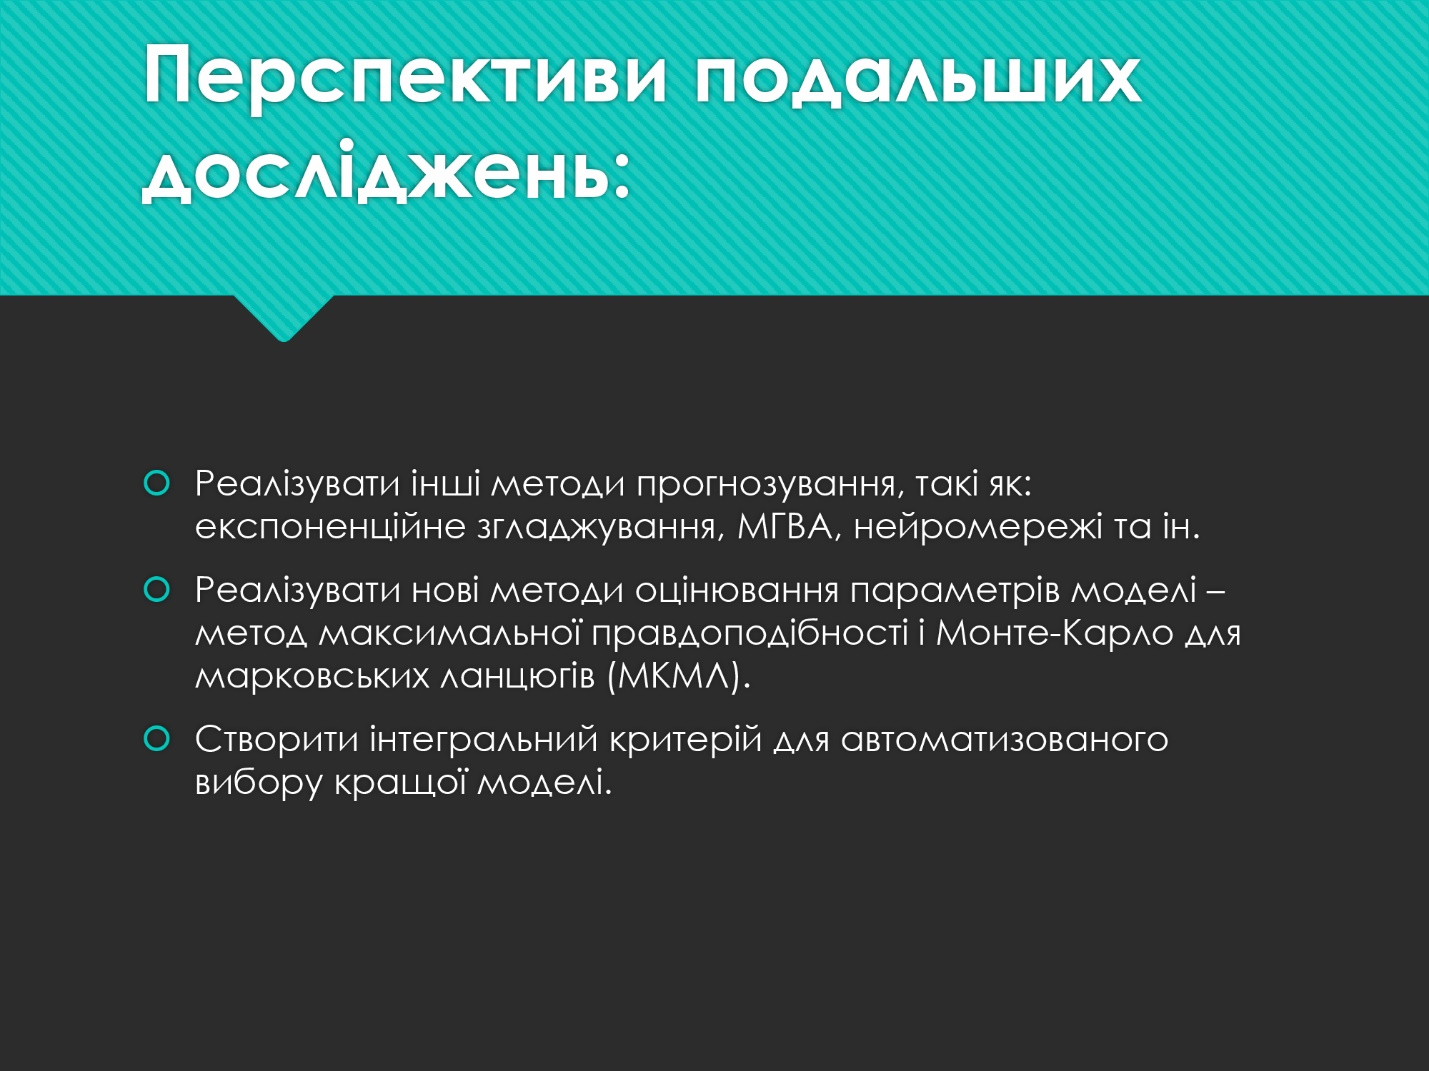 Перспективи подальших
досліджень:
Реалізувати інші методи прогнозування, такі як:
експоненційне згладжування, МГВА, нейромережі та ін.
Реалізувати нові методи оцінювання параметрів моделі –
метод максимальної правдоподібності і Монте-Карло для
марковських ланцюгів (МКМЛ).
Створити інтегральний критерій для автоматизованого
вибору кращої моделі.